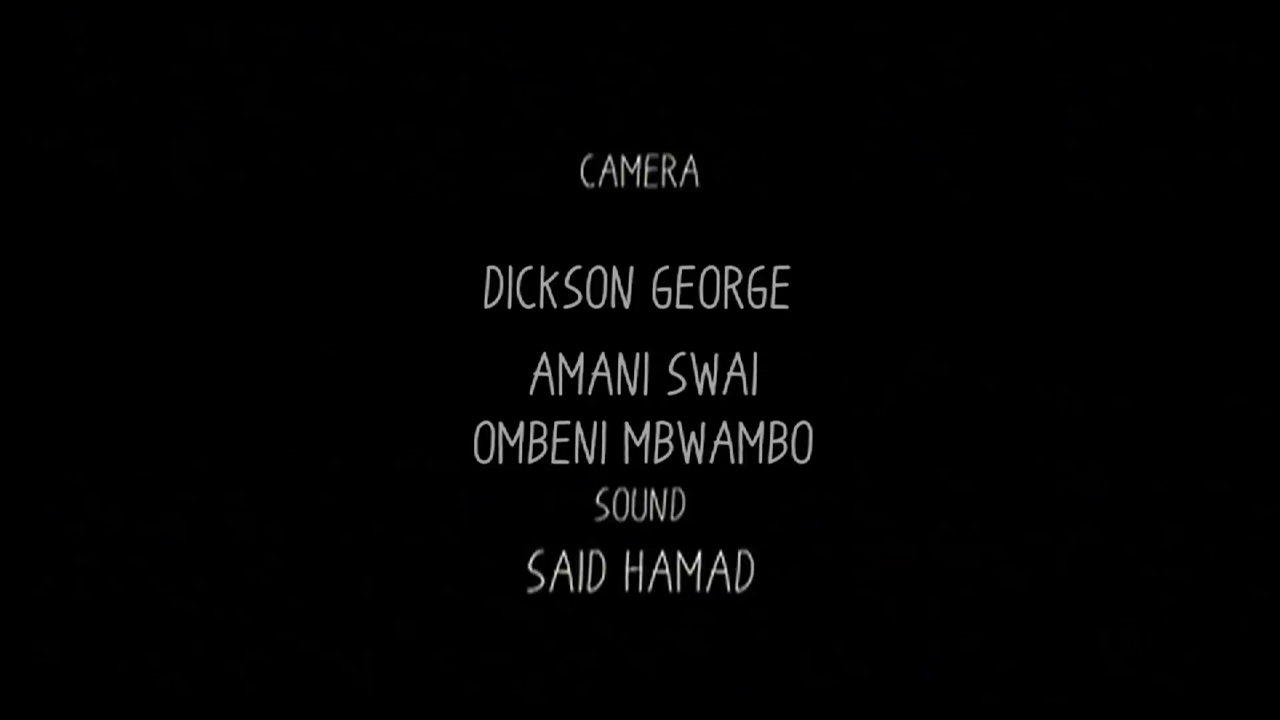 CAMERA
DICKSON GEORGE
AMANI SWAI
OMBENI MBWAMBO
SOUND
SAID HAMAD